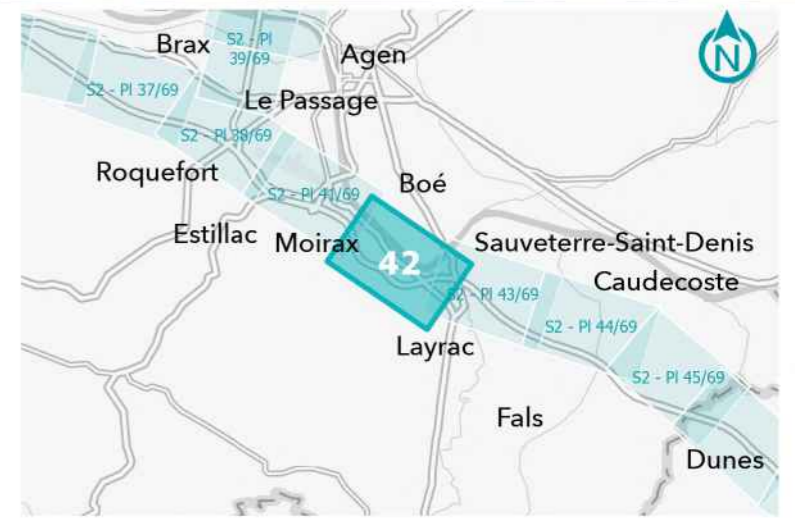 Brax
S2 - Pl
39/69
Agen
N
S2 - Pl 37/69
Le Passage
S2 - Pl 38/69
Roquefort
Boé
S2 - Pl 41/69
Estillac
Moirax
42
Sauveterre-Saint-Denis
Caudecoste
S2 - Pl 43/69
S2 - Pl 44/69
Layrac
S2 - Pl 45/69
Fals
Dunes